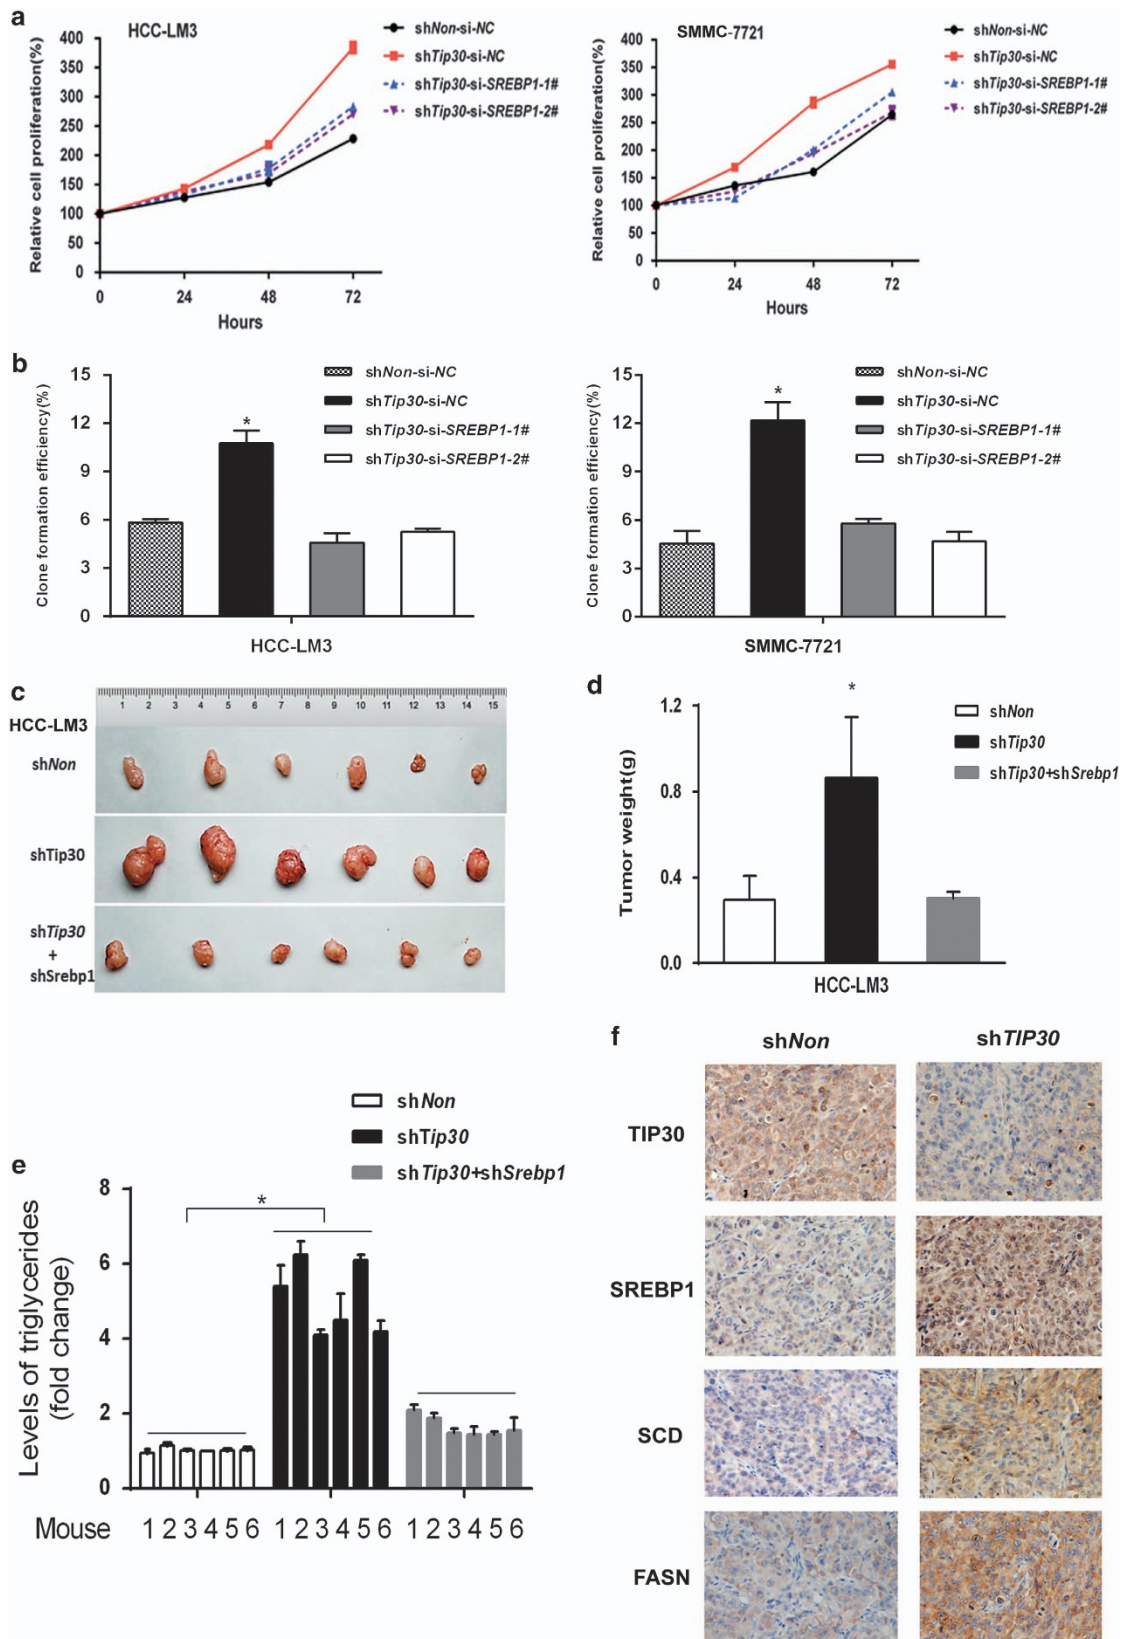 a
HCC-LM3
Relative cell proliferation(%)
400
350
300
250
200
150
100
50
0
0 24 48 72
Hours
shNon-si-NC
shTip30-si-NC
shTip30-si-SREBP1-1#
shTip30-si-SREBP1-2#
SMMC-7721
Relative cell proliferation(%)
400
350
300
250
200
150
100
50
0
0 24 48 72
Hours
shNon-si-NC
shTip30-si-NC
shTip30-si-SREBP1-1#
shTip30-si-SREBP1-2#
b
Clone formation efficiency(%)
15
12
9
6
3
0
*
shNon-si-NC
shTip30-si-NC
shTip30-si-SREBP1-1#
shTip30-si-SREBP1-2#
HCC-LM3
Clone formation efficiency(%)
15
12
9
6
3
0
*
shNon-si-NC
shTip30-si-NC
shTip30-si-SREBP1-1#
shTip30-si-SREBP1-2#
SMMC-7721
c
1 2 3 4 5 6 7 8 9 10 11 12 13 14 15
HCC-LM3
shNon
shTip30
shTip30
+
shSrebp1
d
Tumor weight(g)
1.2
0.8
0.4
0.0
*
shNon
shTip30
shTip30+shSrebp1
HCC-LM3
e
shNon
shTip30
shTip30+shSrebp1
Levels of triglycerides
(fold change)
8
6
4
2
0
*
Mouse 1 2 3 4 5 6 1 2 3 4 5 6 1 2 3 4 5 6
f
shNon shTIP30
TIP30
SREBP1
SCD
FASN